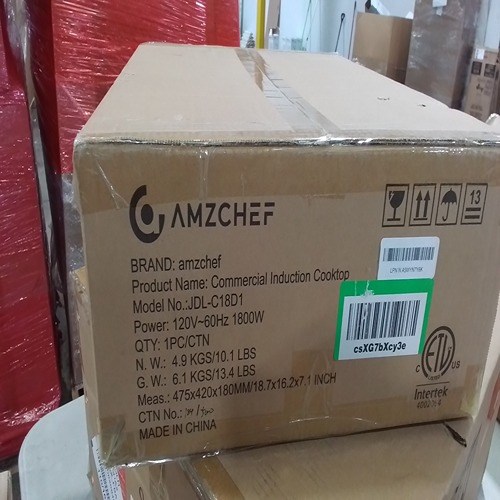 AMZCHEF
13
BRAND: amzchef
Product Name: Commercial Induction Cooktop
Model No.:JDL-C18D1
Power: 120V~60Hz 1800W
QTY: 1PC/CTN
N. W.: 4.9 KGS/10.1 LBS
G. W.: 6.1 KGS/13.4 LBS
Meas.: 475x420x180MM/18.7x16.2x7.1 INCH
CTN No.:
MADE IN CHINA
csXG7bXcy3e
C ETL US
Intertek